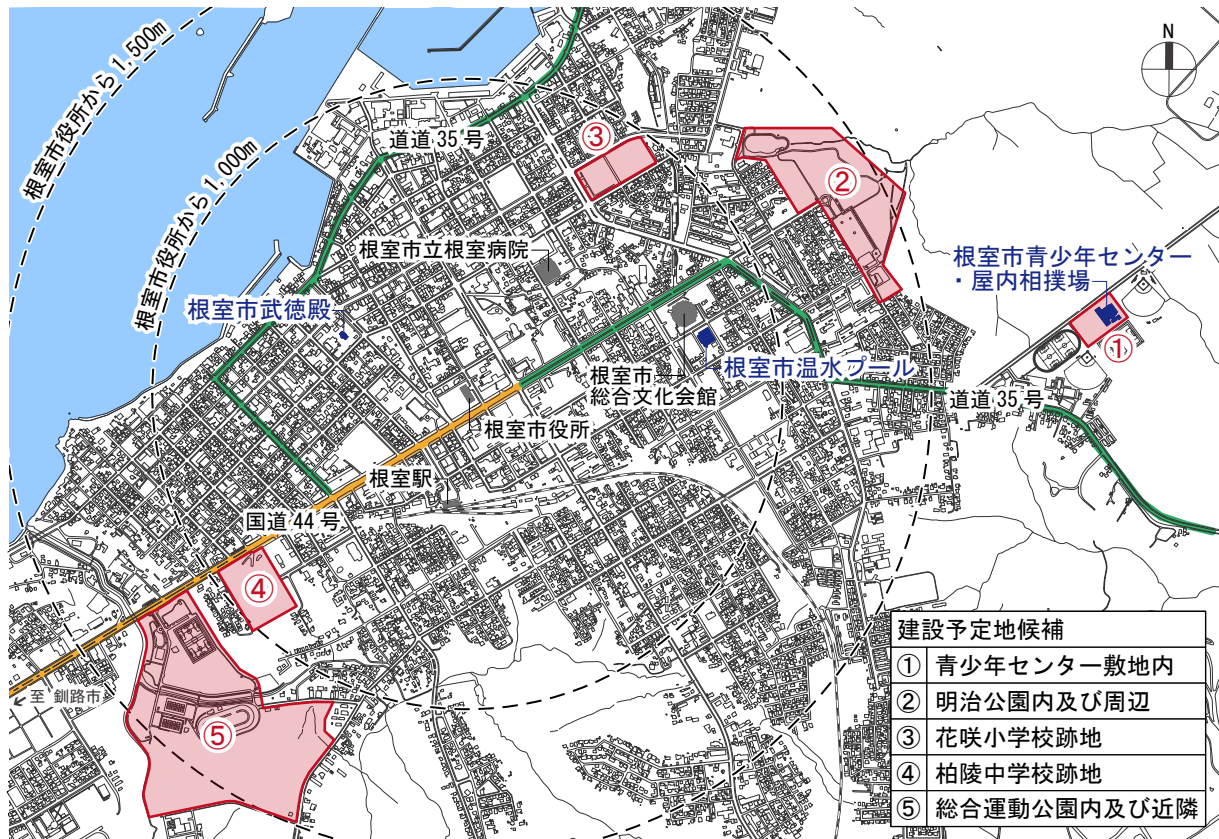 根室市役所から 1,500m
根室市役所から 1,000m
道道 35 号
③
②
N
根室市立根室病院
根室市青少年センター
・屋内相撲場
根室市武徳殿
①
根室市
総合文化会館
根室市温水プール
道道 35 号
根室市役所
根室駅
国道 44 号
④
至 釧路市
⑤
建設予定地候補
① 青少年センター敷地内
② 明治公園内及び周辺
③ 花咲小学校跡地
④ 柏陵中学校跡地
⑤ 総合運動公園内及び近隣